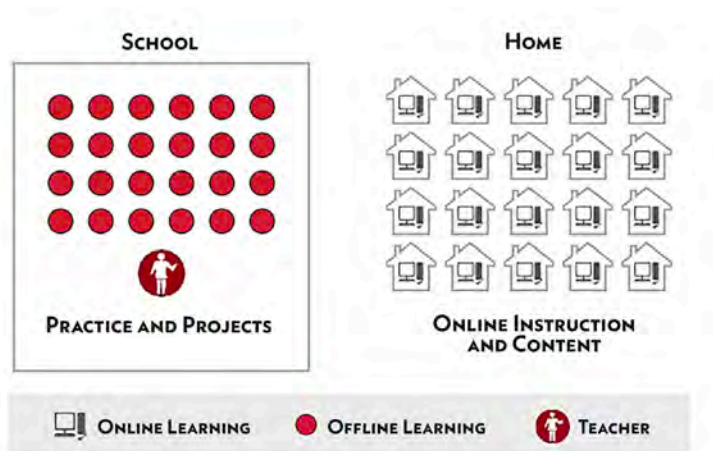 SCHOOL
HOME
PRACTICE AND PROJECTS
ONLINE INSTRUCTION
AND CONTENT
ONLINE LEARNING
OFFLINE LEARNING
TEACHER